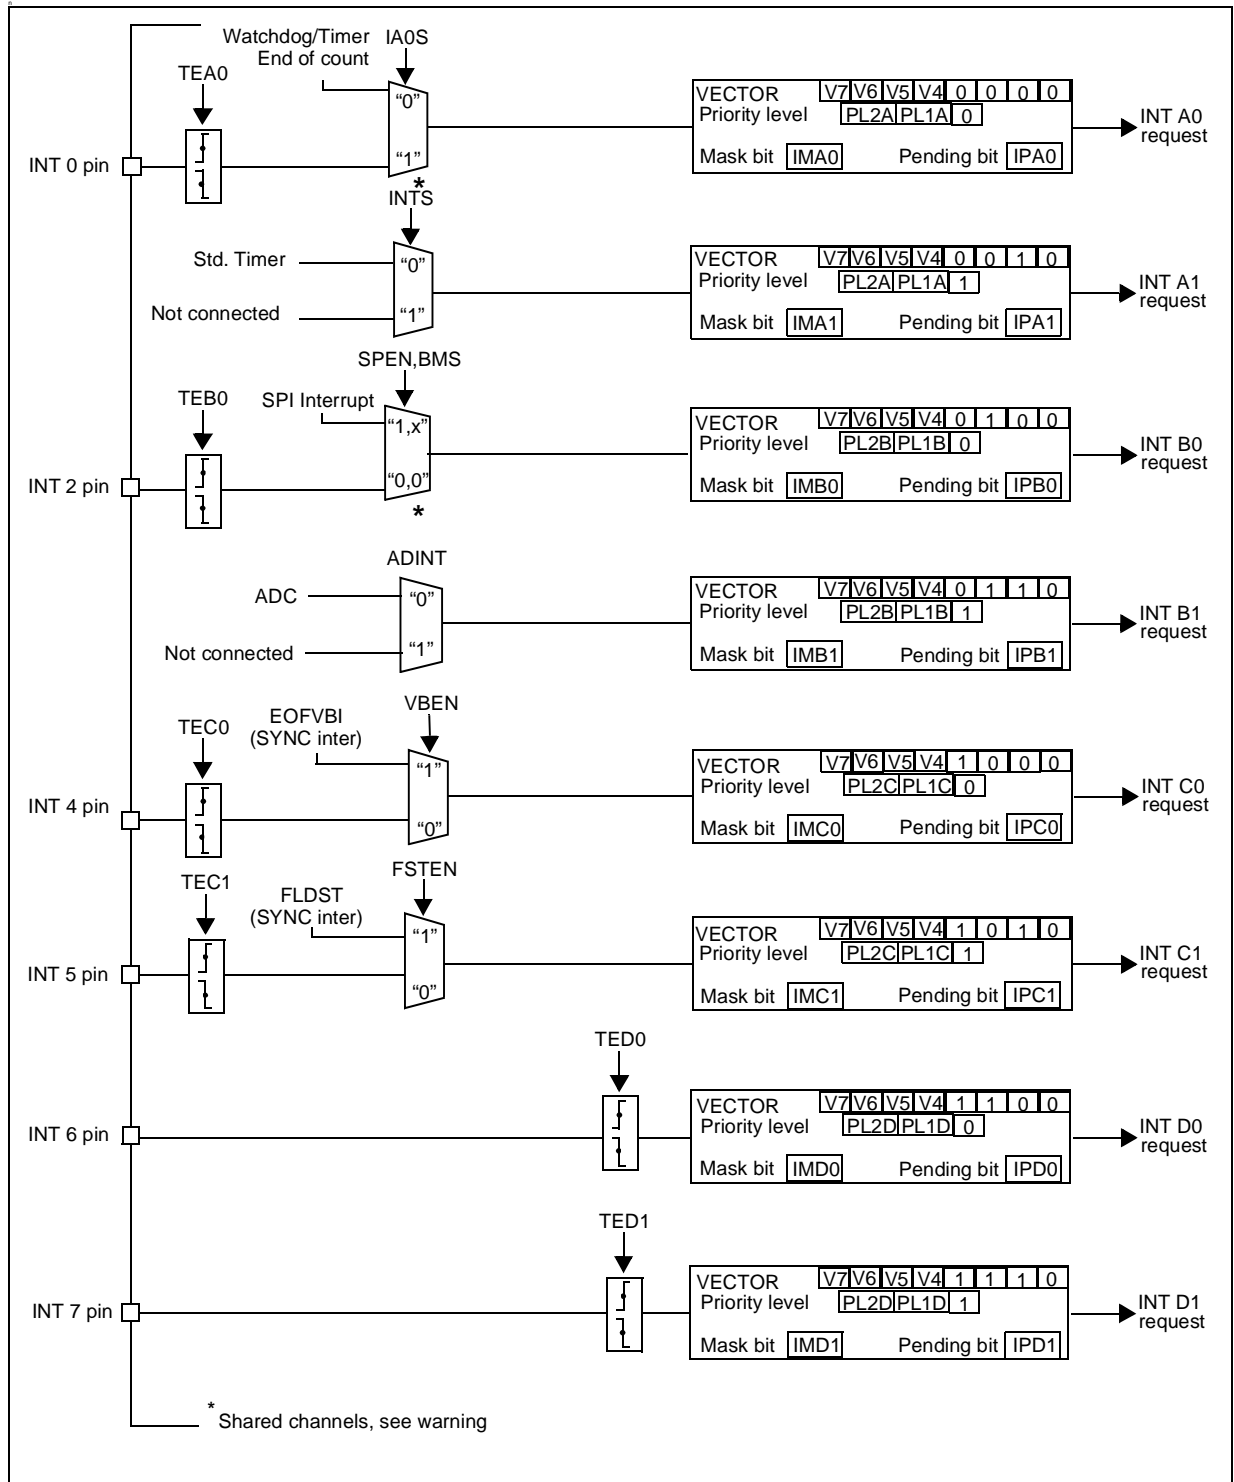 Watchdog/Timer IA0S
End of count
TEA0
"0"
"1"
INT 0 pin
*
VECTOR V7 V6 V5 V4 0 0 0 0
Priority level PL2A PL1A 0
Mask bit IMA0 Pending bit IPA0
INT A0
request
INTS
Std. Timer
"0"
Not connected
"1"
VECTOR V7 V6 V5 V4 0 0 1 0
Priority level PL2A PL1A 1
Mask bit IMA1 Pending bit IPA1
INT A1
request
SPEN,BMS
TEB0
SPI Interrupt
"1,x"
INT 2 pin
"0,0"
*
VECTOR V7 V6 V5 V4 0 1 0 0
Priority level PL2B PL1B 0
Mask bit IMB0 Pending bit IPB0
INT B0
request
ADINT
ADC
"0"
Not connected
"1"
VECTOR V7 V6 V5 V4 0 1 1 0
Priority level PL2B PL1B 1
Mask bit IMB1 Pending bit IPB1
INT B1
request
VBEN
TEC0
EOFVBI
(SYNC inter)
"1"
INT 4 pin
"0"
VECTOR V7 V6 V5 V4 1 0 0 0
Priority level PL2C PL1C 0
Mask bit IMC0 Pending bit IPC0
INT C0
request
FSTEN
TEC1
FLDST
(SYNC inter)
"1"
INT 5 pin
"0"
VECTOR V7 V6 V5 V4 1 0 1 0
Priority level PL2C PL1C 1
Mask bit IMC1 Pending bit IPC1
INT C1
request
TED0
INT 6 pin
VECTOR V7 V6 V5 V4 1 1 0 0
Priority level PL2D PL1D 0
Mask bit IMD0 Pending bit IPD0
INT D0
request
TED1
INT 7 pin
VECTOR V7 V6 V5 V4 1 1 1 0
Priority level PL2D PL1D 1
Mask bit IMD1 Pending bit IPD1
INT D1
request
* Shared channels, see warning